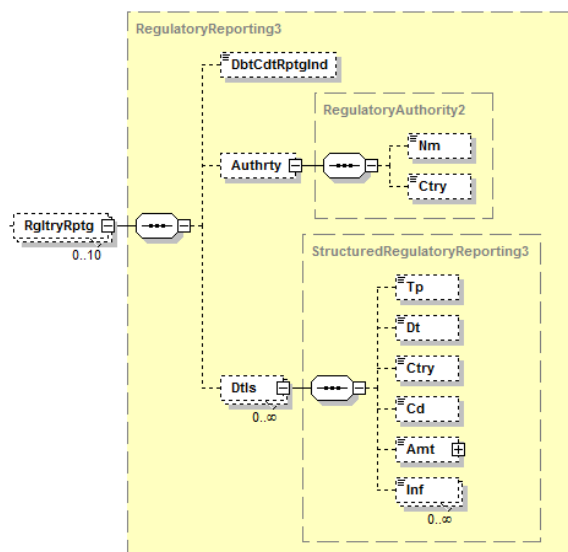 RegulatoryReporting3
DbtCdtRptgInd
RegulatoryAuthority2
Nm
Authrty
Ctry
RgltryRptg
0..10
StructuredRegulatoryReporting3
Tp
Dt
Ctry
Dtls
0..∞
Cd
Amt
Inf
0..∞